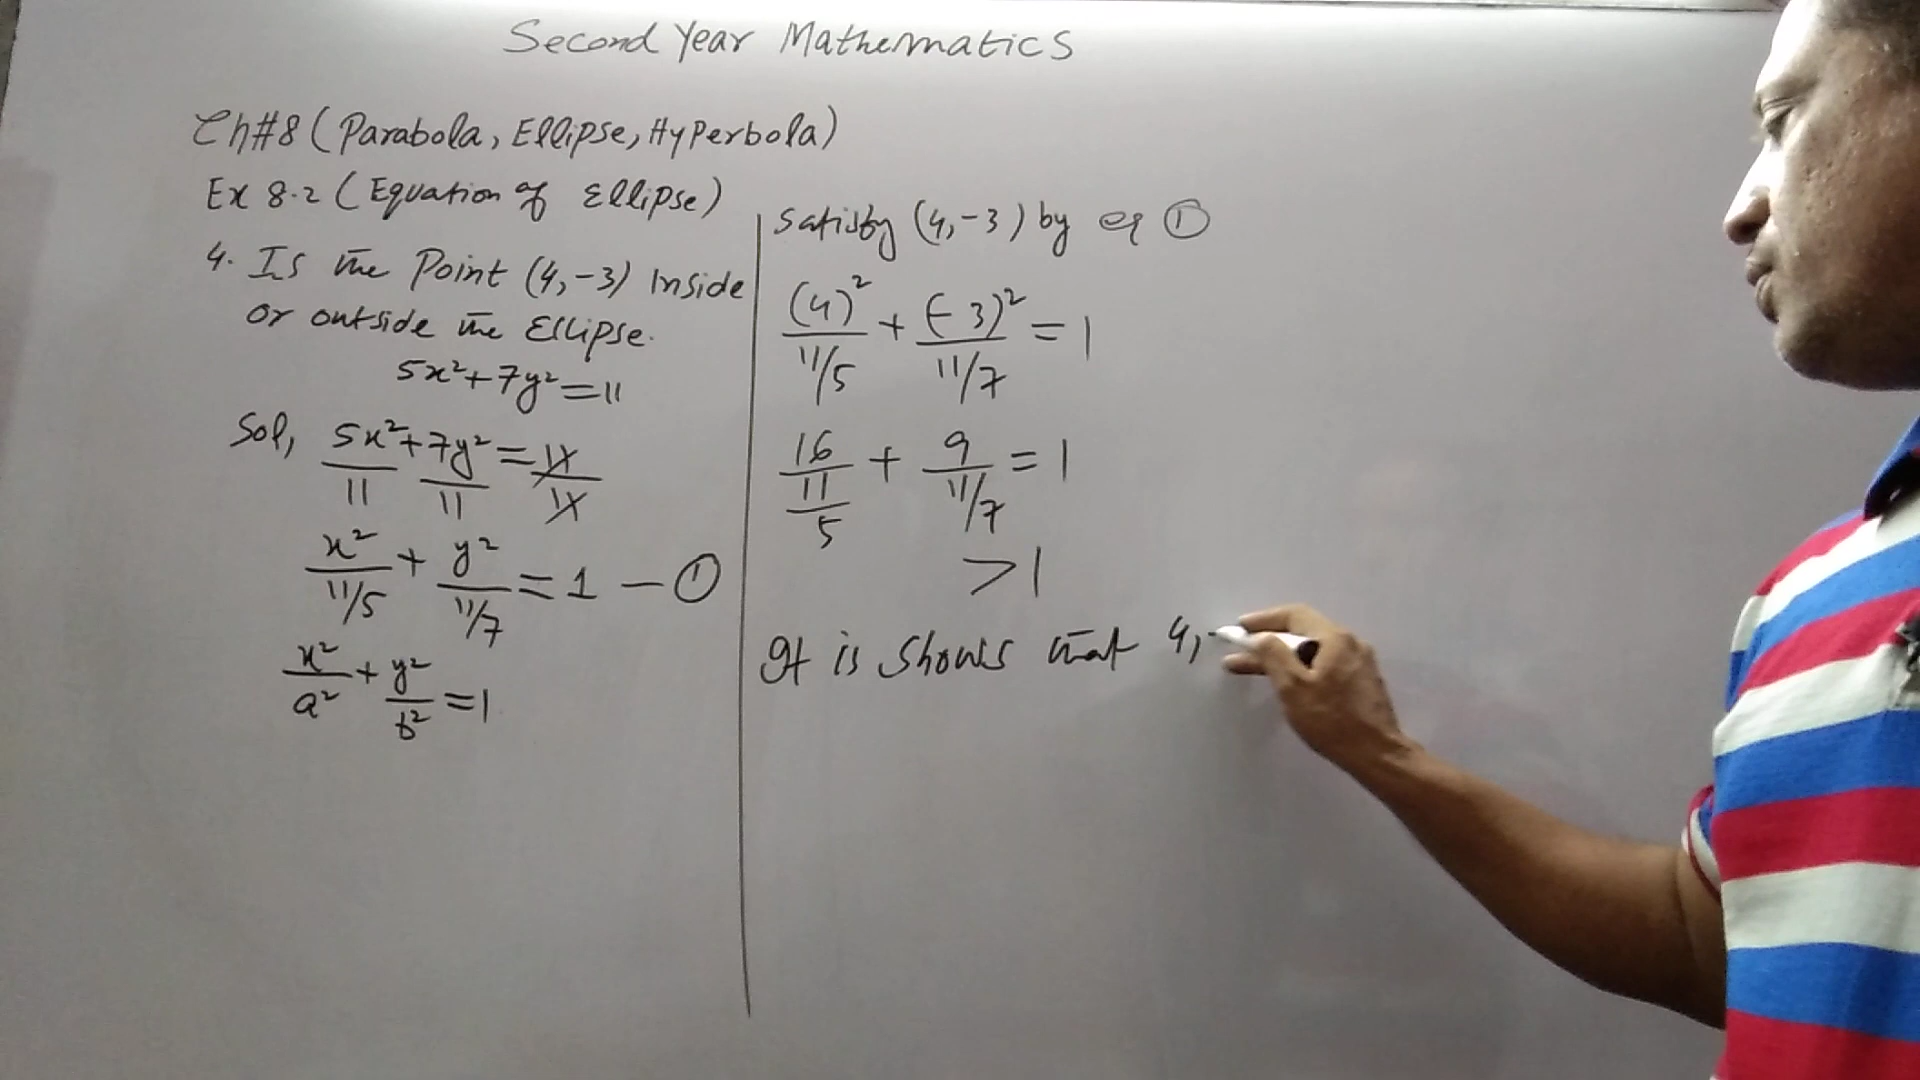 Second Year Mathematics
Ch#8 (Parabola, Ellipse, Hyperbola)
Ex 8.2 (Equation of Ellipse)
4. Is the Point (4,-3) Inside
or outside the Ellipse.
5x²+7y²=11
Sol, 5x²/11 + 7y²/11 = 11/11
x²/11/5 + y²/11/7 = 1 — ①
x²/a² + y²/b² = 1
Satisfy (4,-3) by eq ①
(4)²/11/5 + (-3)²/11/7 = 1
16/11/5 + 9/11/7 = 1
>1
It is Shows that 4,-